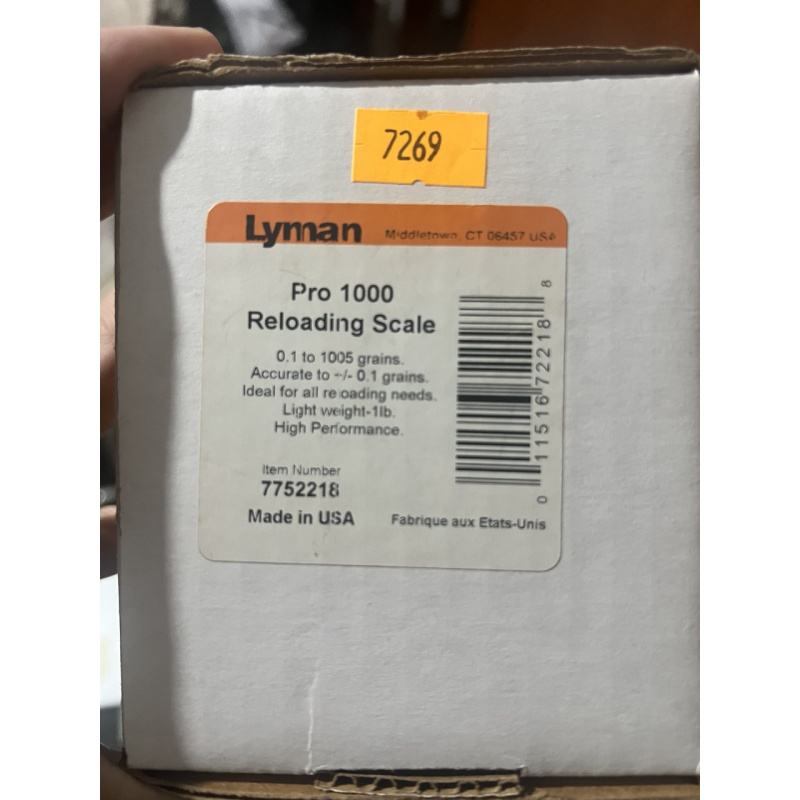 7269
Lyman Middletown, CT 06457 USA
Pro 1000
Reloading Scale
0.1 to 1005 grains.
Accurate to +/- 0.1 grains.
Ideal for all reloading needs.
Light weight-1lb.
High Performance.
Item Number
7752218
Made in USA
Fabrique aux Etats-Unis
0 11516 72218 8